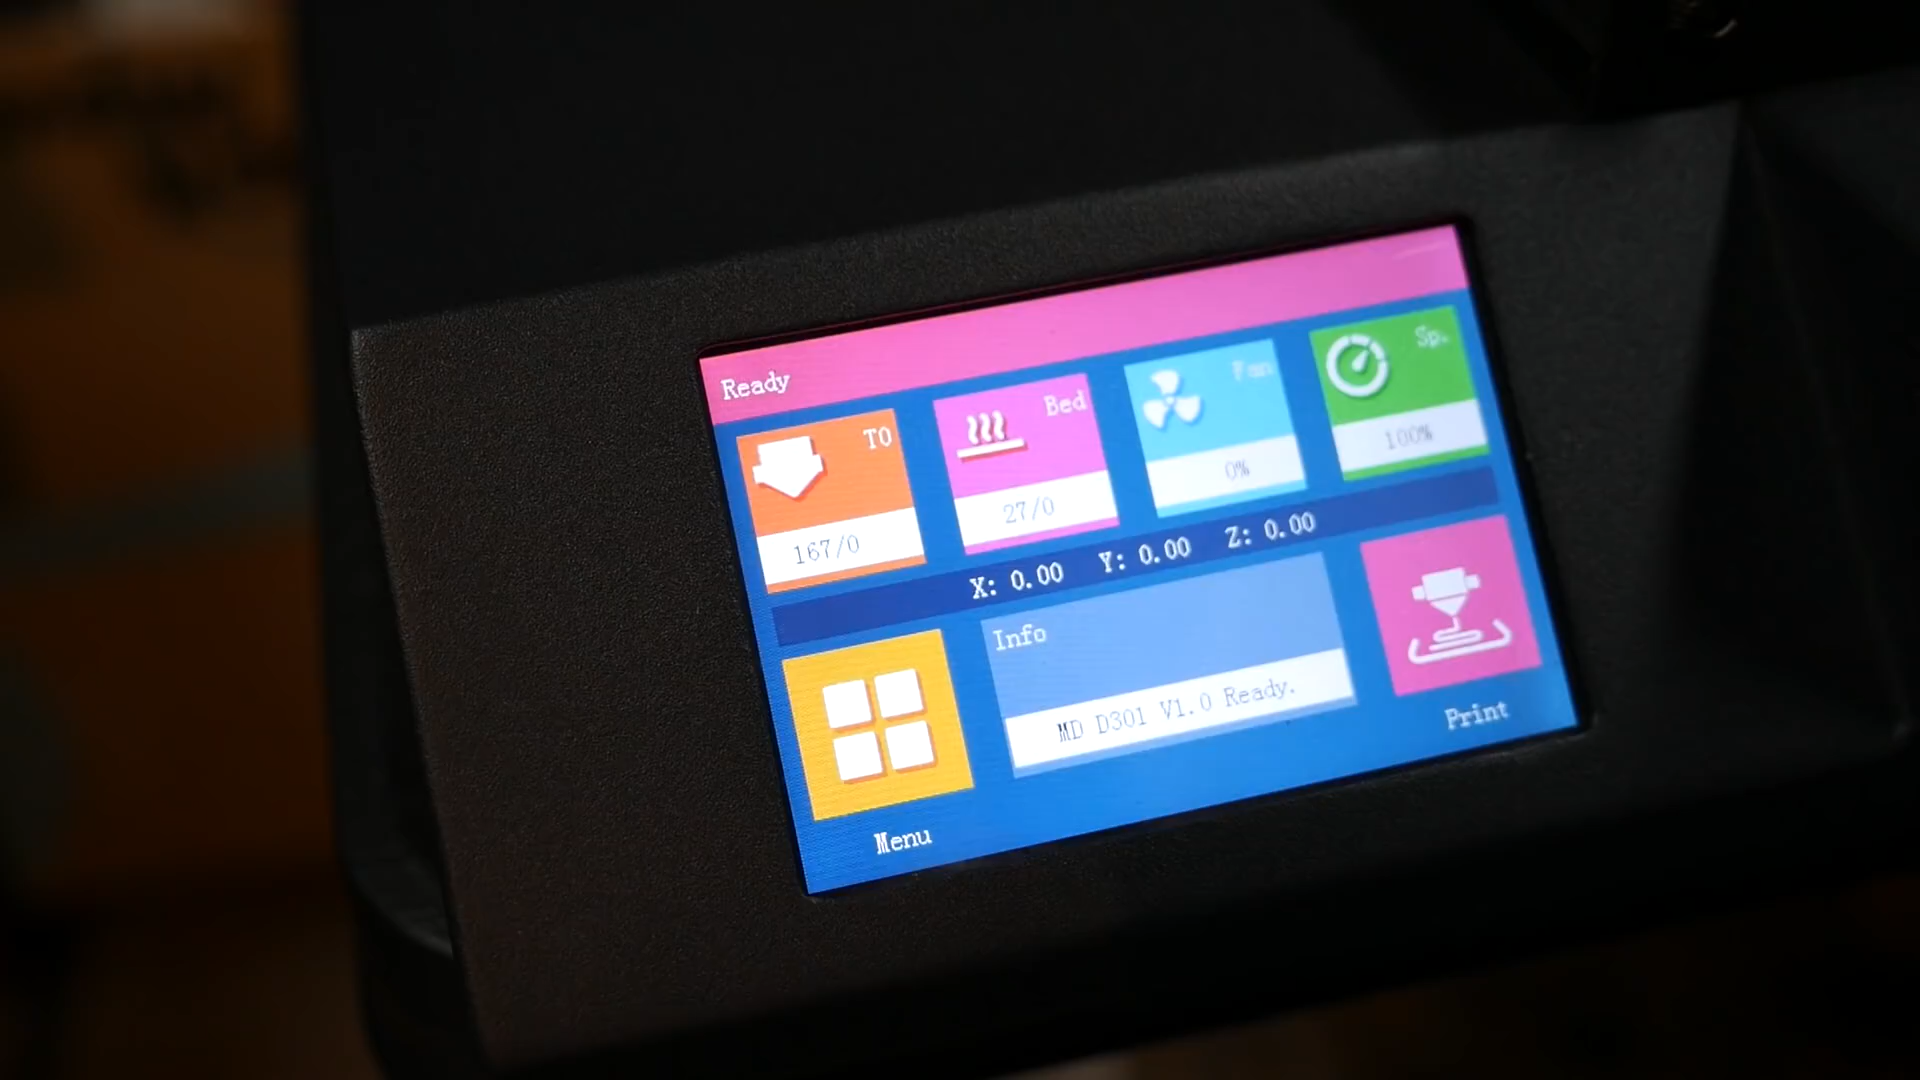 Ready
T0
Bed
Fan
Sp.
167/0
27/0
0%
100%
X: 0.00 Y: 0.00 Z: 0.00
Info
MD D301 V1.0 Ready.
Menu
Print